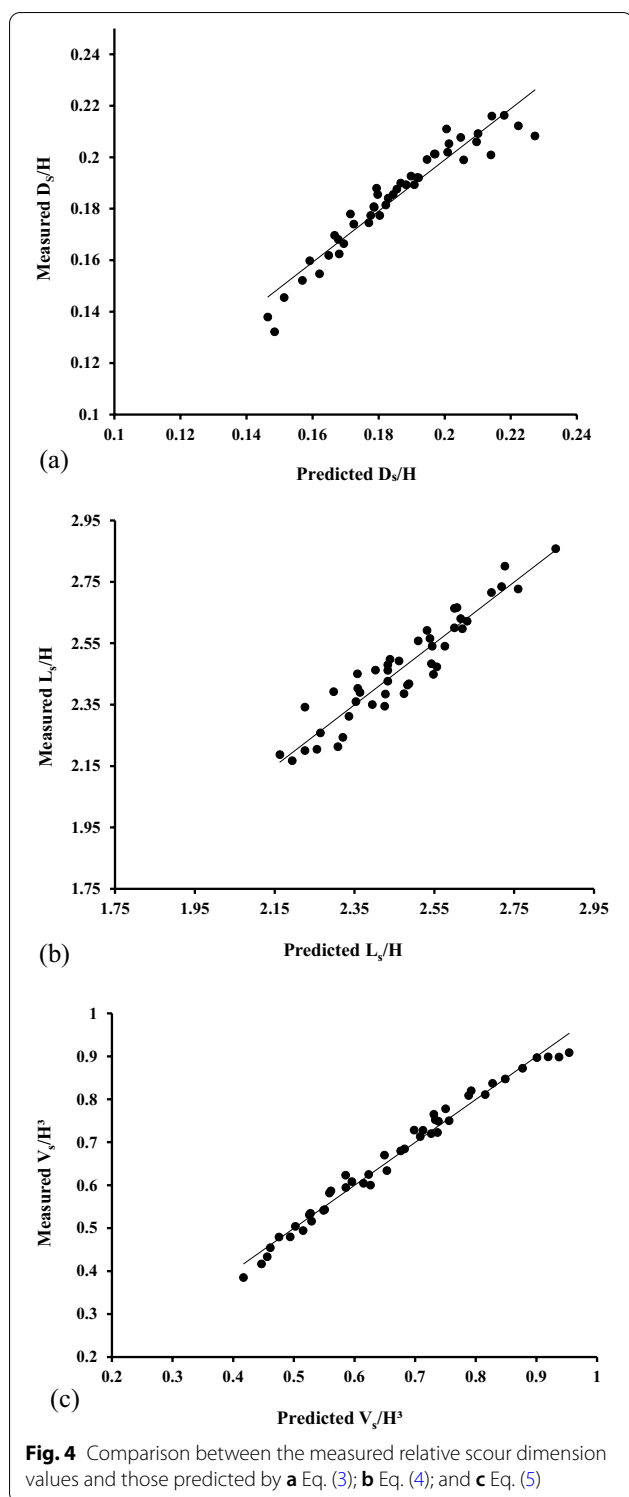 0.24
0.22
0.2
0.18
0.16
0.14
0.12
0.1
Measured Dₛ/H
0.1 0.12 0.14 0.16 0.18 0.2 0.22 0.24
(a)
Predicted Dₛ/H
2.95
2.75
2.55
2.35
2.15
1.95
1.75
Measured Lₛ/H
1.75 1.95 2.15 2.35 2.55 2.75 2.95
(b)
Predicted Lₛ/H
1
0.9
0.8
0.7
0.6
0.5
0.4
0.3
0.2
Measured Vₛ/H³
0.2 0.3 0.4 0.5 0.6 0.7 0.8 0.9 1
(c)
Predicted Vₛ/H³
Fig. 4 Comparison between the measured relative scour dimension
values and those predicted by a Eq. (3); b Eq. (4); and c Eq. (5)